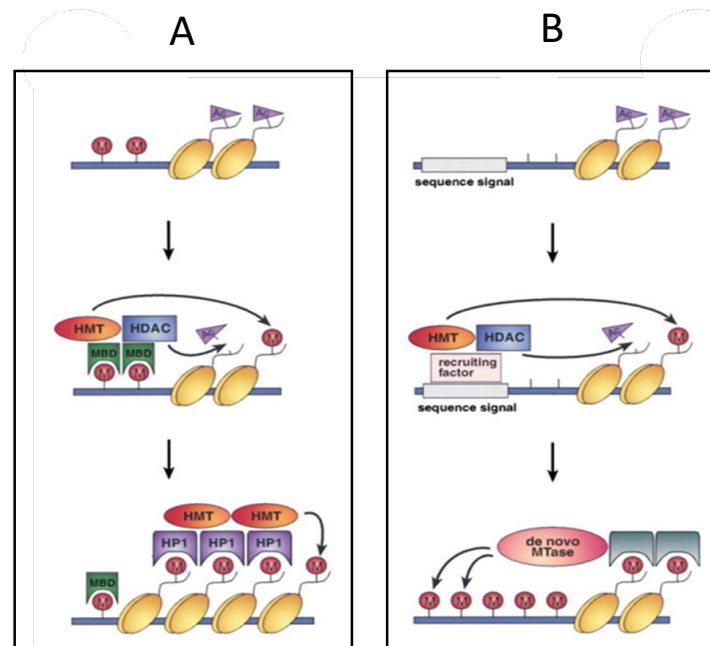 A
B
Ac Ac
M M
Ac Ac
sequence signal
HMT HDAC
MBD MBD
M M
Ac
M
HMT HDAC
recruiting
factor
sequence signal
Ac
M
HMT HMT
HP1 HP1 HP1
M M M M
MBD
M
de novo
MTase
M M
M M M M M